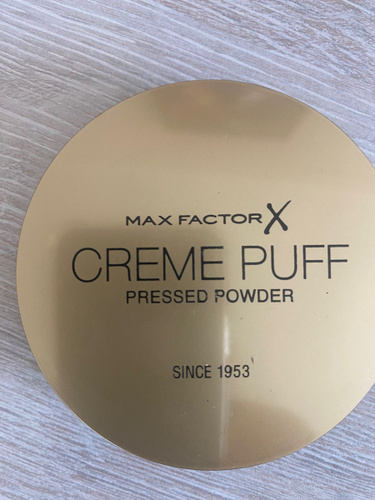 MAX FACTOR X
CREME PUFF
PRESSED POWDER
SINCE 1953